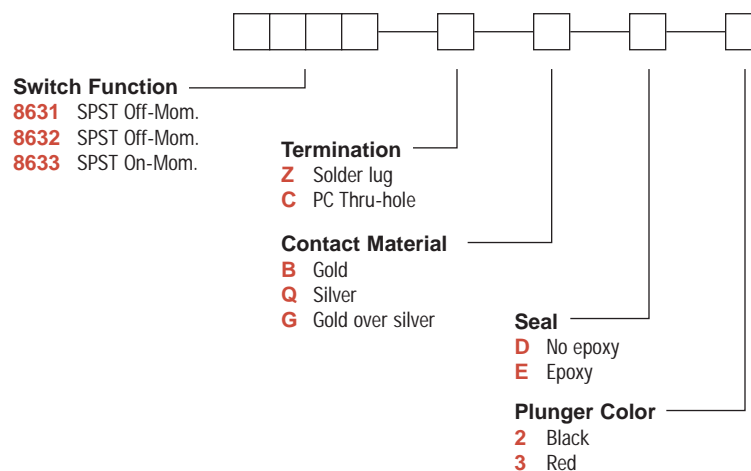 Switch Function
8631 SPST Off-Mom.
8632 SPST Off-Mom.
8633 SPST On-Mom.
Termination
Z Solder lug
C PC Thru-hole
Contact Material
B Gold
Q Silver
G Gold over silver
Seal
D No epoxy
E Epoxy
Plunger Color
2 Black
3 Red